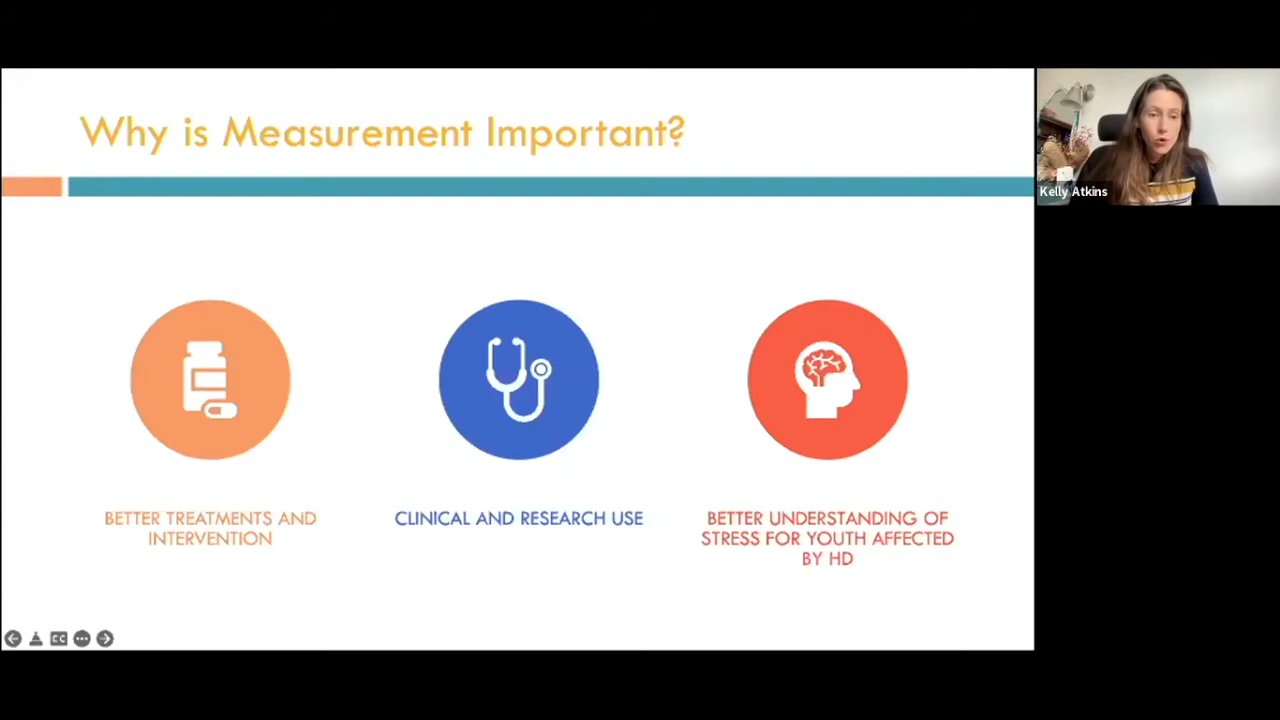 Why is Measurement Important?
Kelly Atkins
BETTER TREATMENTS AND
INTERVENTION
CLINICAL AND RESEARCH USE
BETTER UNDERSTANDING OF
STRESS FOR YOUTH AFFECTED
BY HD
CC